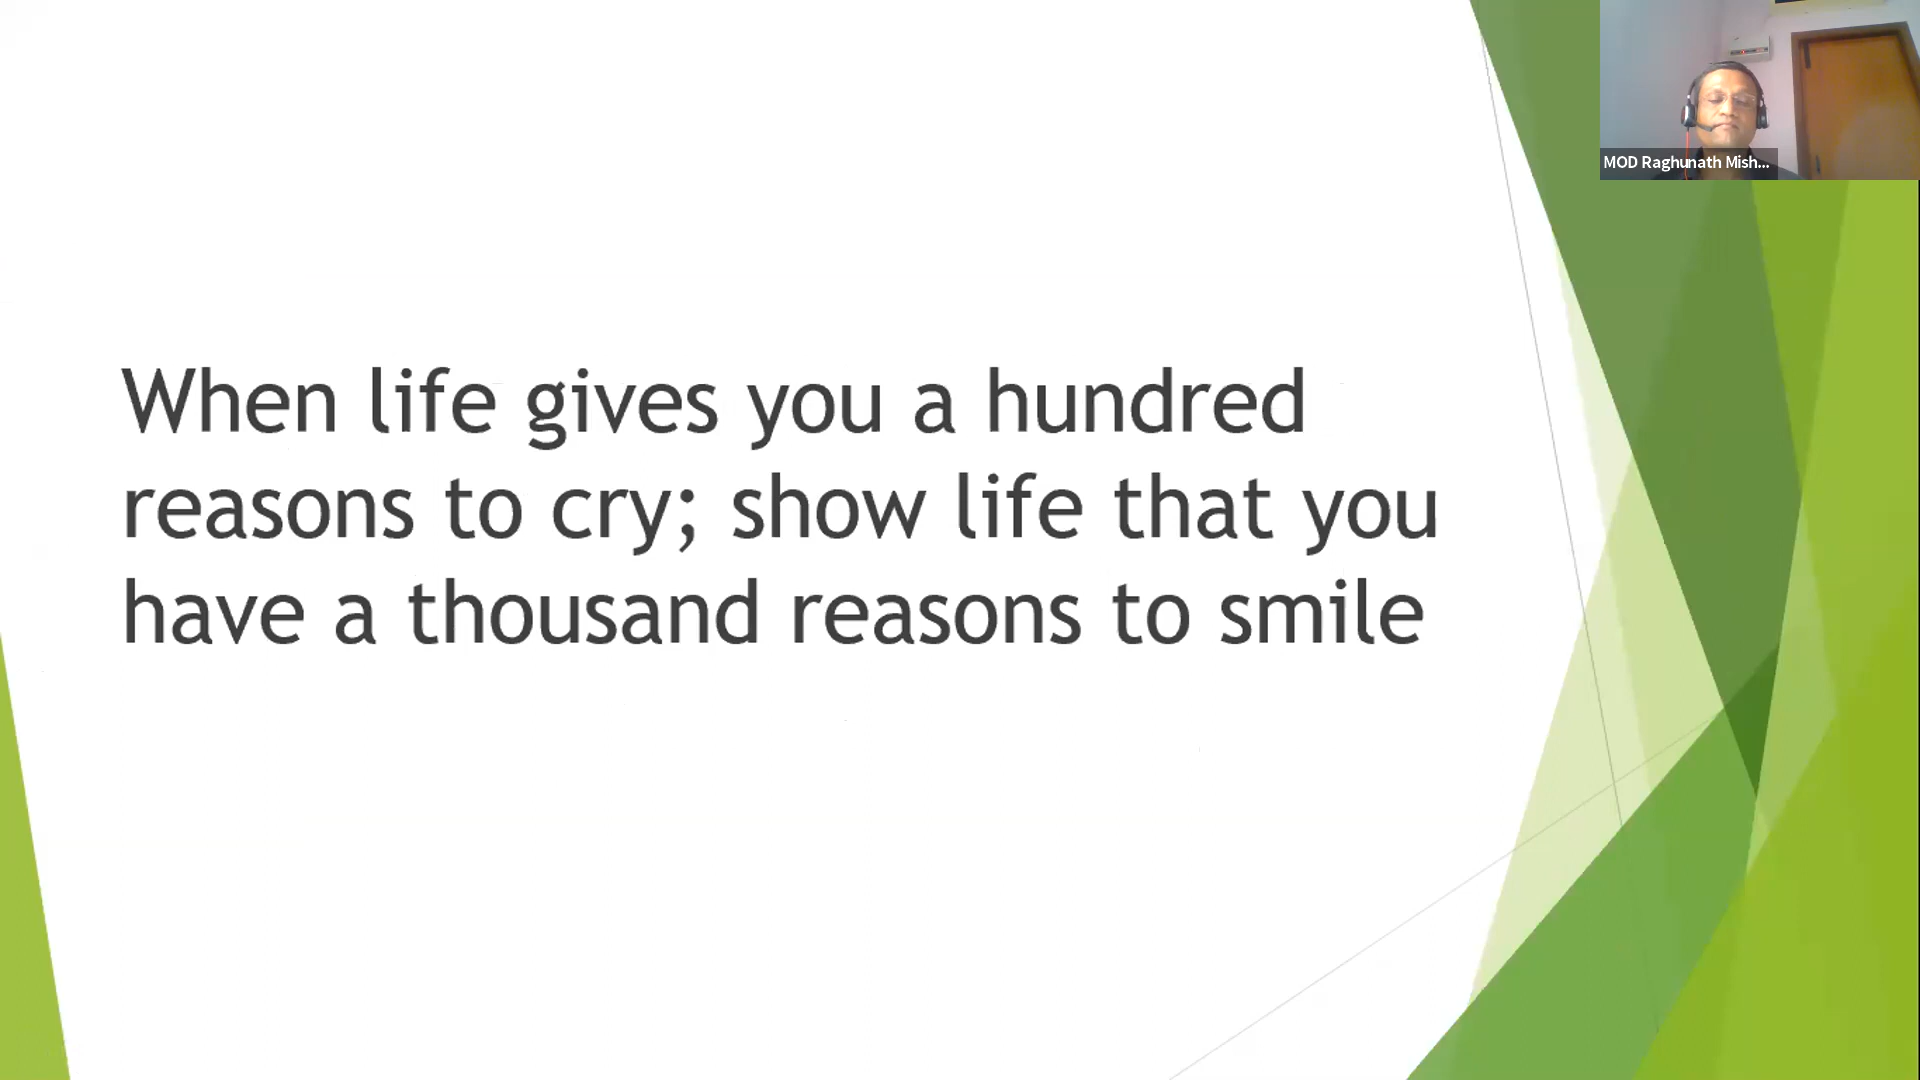 MOD Raghunath Mish...
When life gives you a hundred
reasons to cry; show life that you
have a thousand reasons to smile